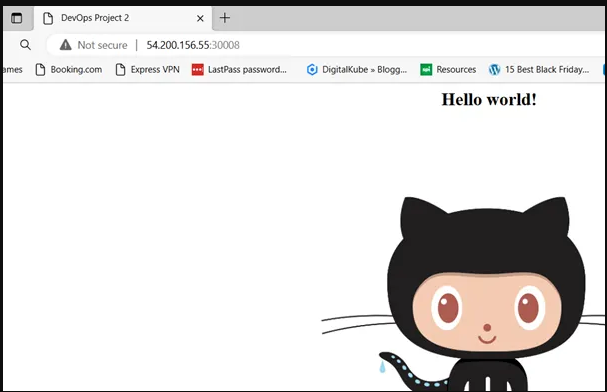 DevOps Project 2
Not secure | 54.200.156.55:30008
ames Booking.com Express VPN LastPass password... DigitalKube » Blogg... Resources 15 Best Black Friday...
Hello world!